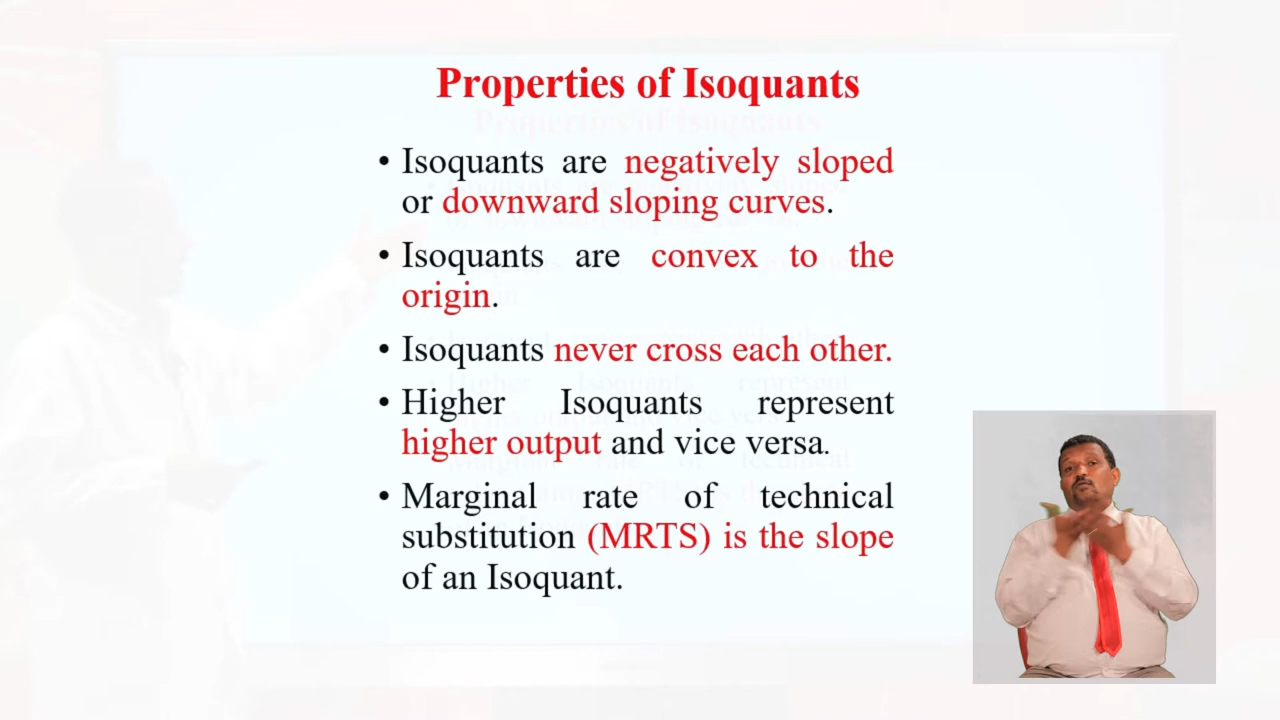 Properties of Isoquants
• Isoquants are negatively sloped
or downward sloping curves.
• Isoquants are convex to the
origin.
• Isoquants never cross each other.
• Higher Isoquants represent
higher output and vice versa.
• Marginal rate of technical
substitution (MRTS) is the slope
of an Isoquant.